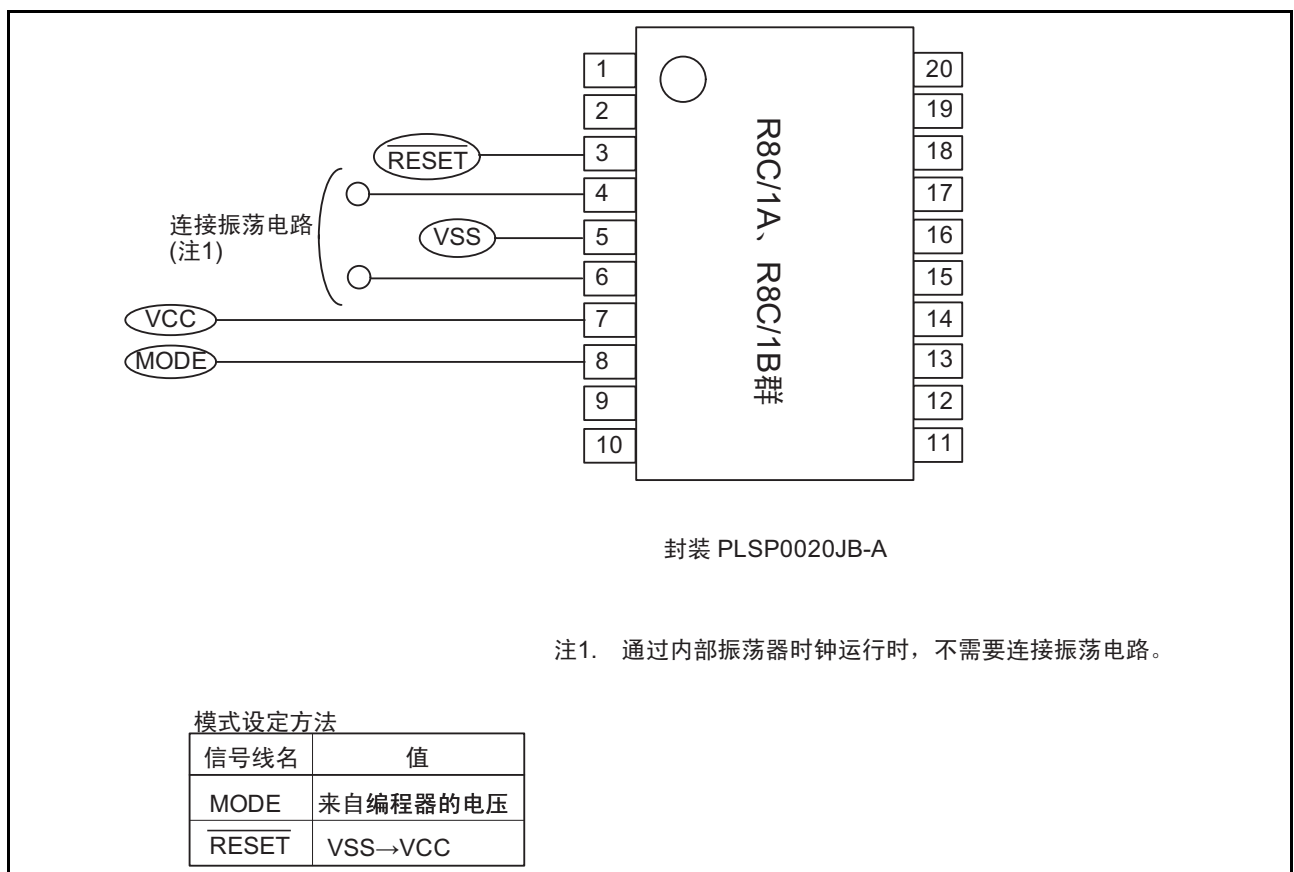 1
2
3
4
5
6
7
8
9
10
20
19
18
17
16
15
14
13
12
11
RESET
连接振荡电路
(注1)
VSS
VCC
MODE
R8C/1A、R8C/1B群
封装 PLSP0020JB-A
注1. 通过内部振荡器时钟运行时，不需要连接振荡电路。
模式设定方法
信号线名 值
MODE 来自编程器的电压
RESET VSS→VCC